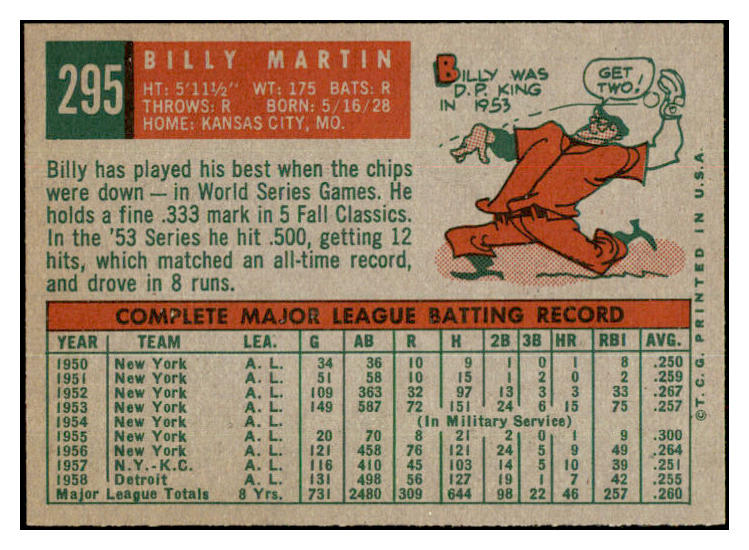 295
BILLY MARTIN
HT: 5'11½" WT: 175 BATS: R
THROWS: R BORN: 5/16/28
HOME: KANSAS CITY, MO.
BILLY WAS
D.P. KING
IN 1953
GET
TWO!
Billy has played his best when the chips
were down — in World Series Games. He
holds a fine .333 mark in 5 Fall Classics.
In the '53 Series he hit .500, getting 12
hits, which matched an all-time record,
and drove in 8 runs.
COMPLETE MAJOR LEAGUE BATTING RECORD
YEAR TEAM LEA. G AB R H 2B 3B HR RBI AVG.
1950 New York A. L. 34 36 10 9 1 0 1 8 .250
1951 New York A. L. 51 58 10 15 1 2 0 2 .259
1952 New York A. L. 109 363 32 97 13 3 3 33 .267
1953 New York A. L. 149 587 72 151 24 6 15 75 .257
1954 New York A. L. (In Military Service)
1955 New York A. L. 20 70 8 21 2 0 1 9 .300
1956 New York A. L. 121 458 76 121 24 5 9 49 .264
1957 N.Y.-K.C. A. L. 116 410 45 103 14 5 10 39 .251
1958 Detroit A. L. 131 498 56 127 19 1 7 42 .255
Major League Totals 8 Yrs. 731 2480 309 644 98 22 46 257 .260
©T.C.G. PRINTED IN U.S.A.